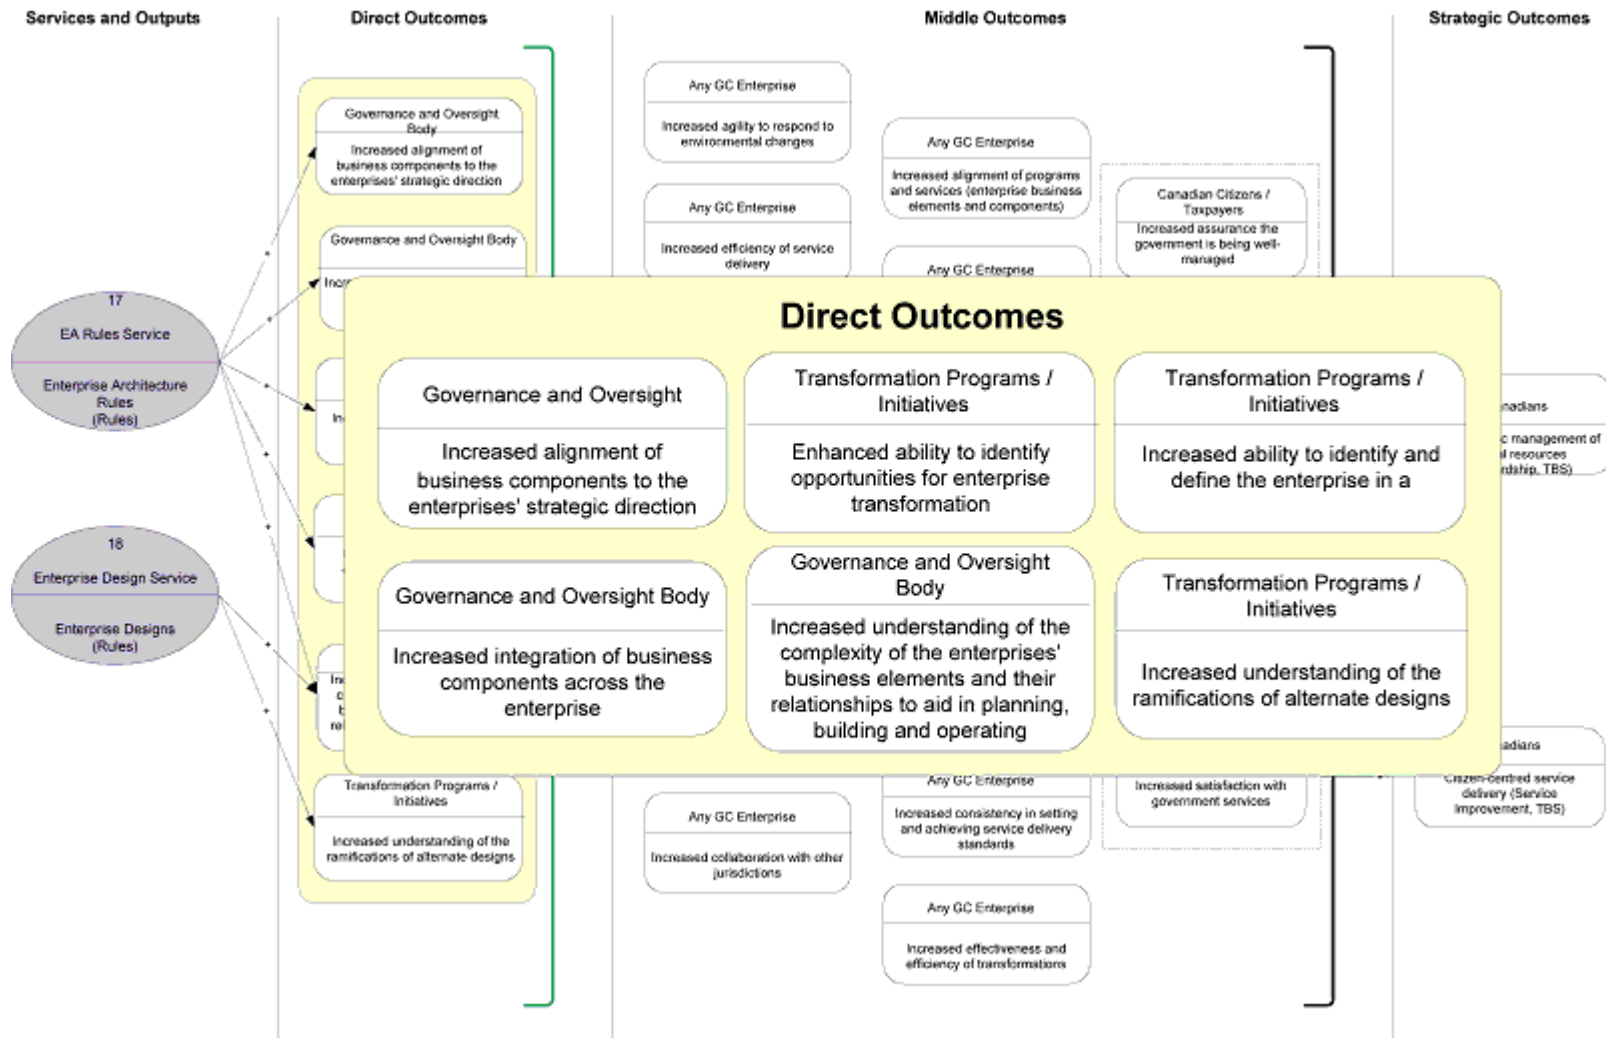 Services and Outputs
Direct Outcomes
Middle Outcomes
Strategic Outcomes
17
EA Rules Service
Enterprise Architecture
Rules
(Rules)
18
Enterprise Design Service
Enterprise Designs
(Rules)
Governance and Oversight
Body
Increased alignment of
business components to the
enterprises' strategic direction
Governance and Oversight Body
Transformation Programs /
Initiatives
Increased understanding of the
ramifications of alternate designs
Any GC Enterprise
Increased agility to respond to
environmental changes
Any GC Enterprise
Increased efficiency of service
delivery
Any GC Enterprise
Increased collaboration with other
jurisdictions
Any GC Enterprise
Increased alignment of programs
and services (enterprise business
elements and components)
Any GC Enterprise
Any GC Enterprise
Increased consistency in setting
and achieving service delivery
standards
Any GC Enterprise
Increased effectiveness and
efficiency of transformations
Canadian Citizens /
Taxpayers
Increased assurance the
government is being well-
managed
Increased satisfaction with
government services
Direct Outcomes
Governance and Oversight
Increased alignment of
business components to the
enterprises' strategic direction
Transformation Programs /
Initiatives
Enhanced ability to identify
opportunities for enterprise
transformation
Transformation Programs /
Initiatives
Increased ability to identify and
define the enterprise in a
Governance and Oversight Body
Increased integration of business
components across the
enterprise
Governance and Oversight
Body
Increased understanding of the
complexity of the enterprises'
business elements and their
relationships to aid in planning,
building and operating
Transformation Programs /
Initiatives
Increased understanding of the
ramifications of alternate designs
management of
resources
TBS)
Citizen-centred service
delivery (Service
Improvement, TBS)